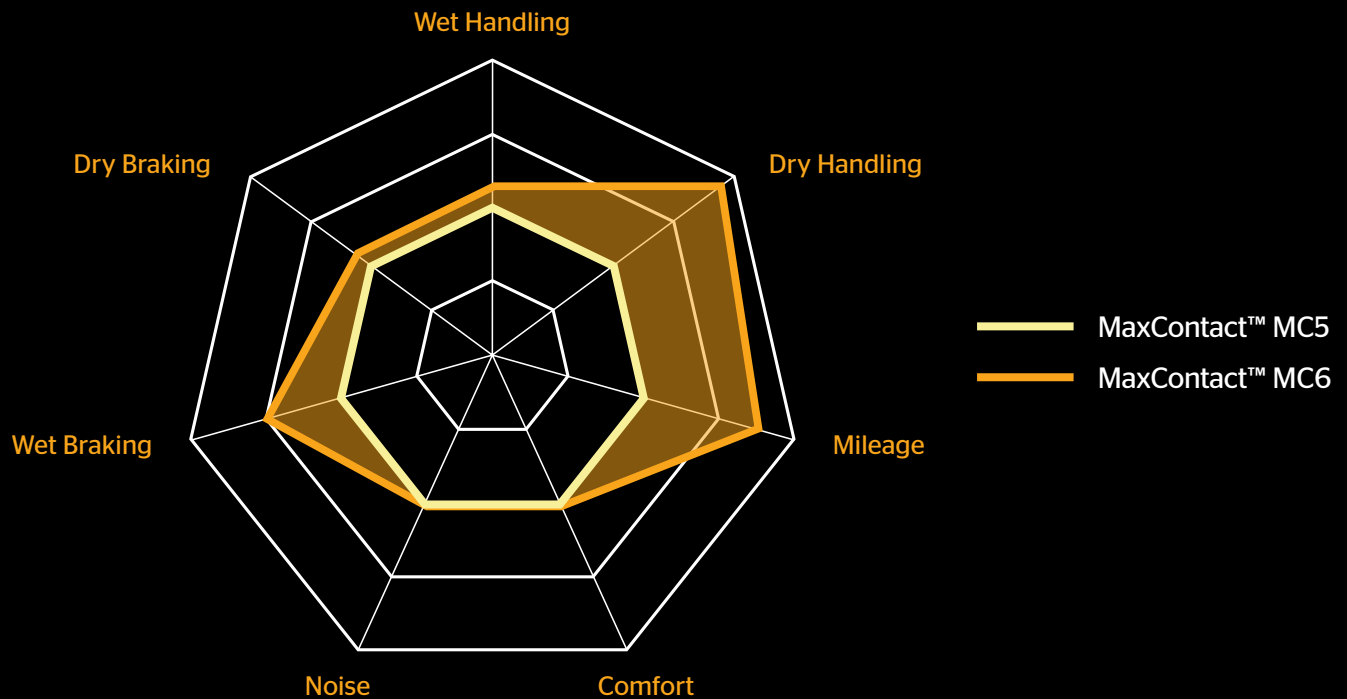 Wet Handling
Dry Braking
Dry Handling
MaxContact™ MC5
MaxContact™ MC6
Wet Braking
Mileage
Noise
Comfort